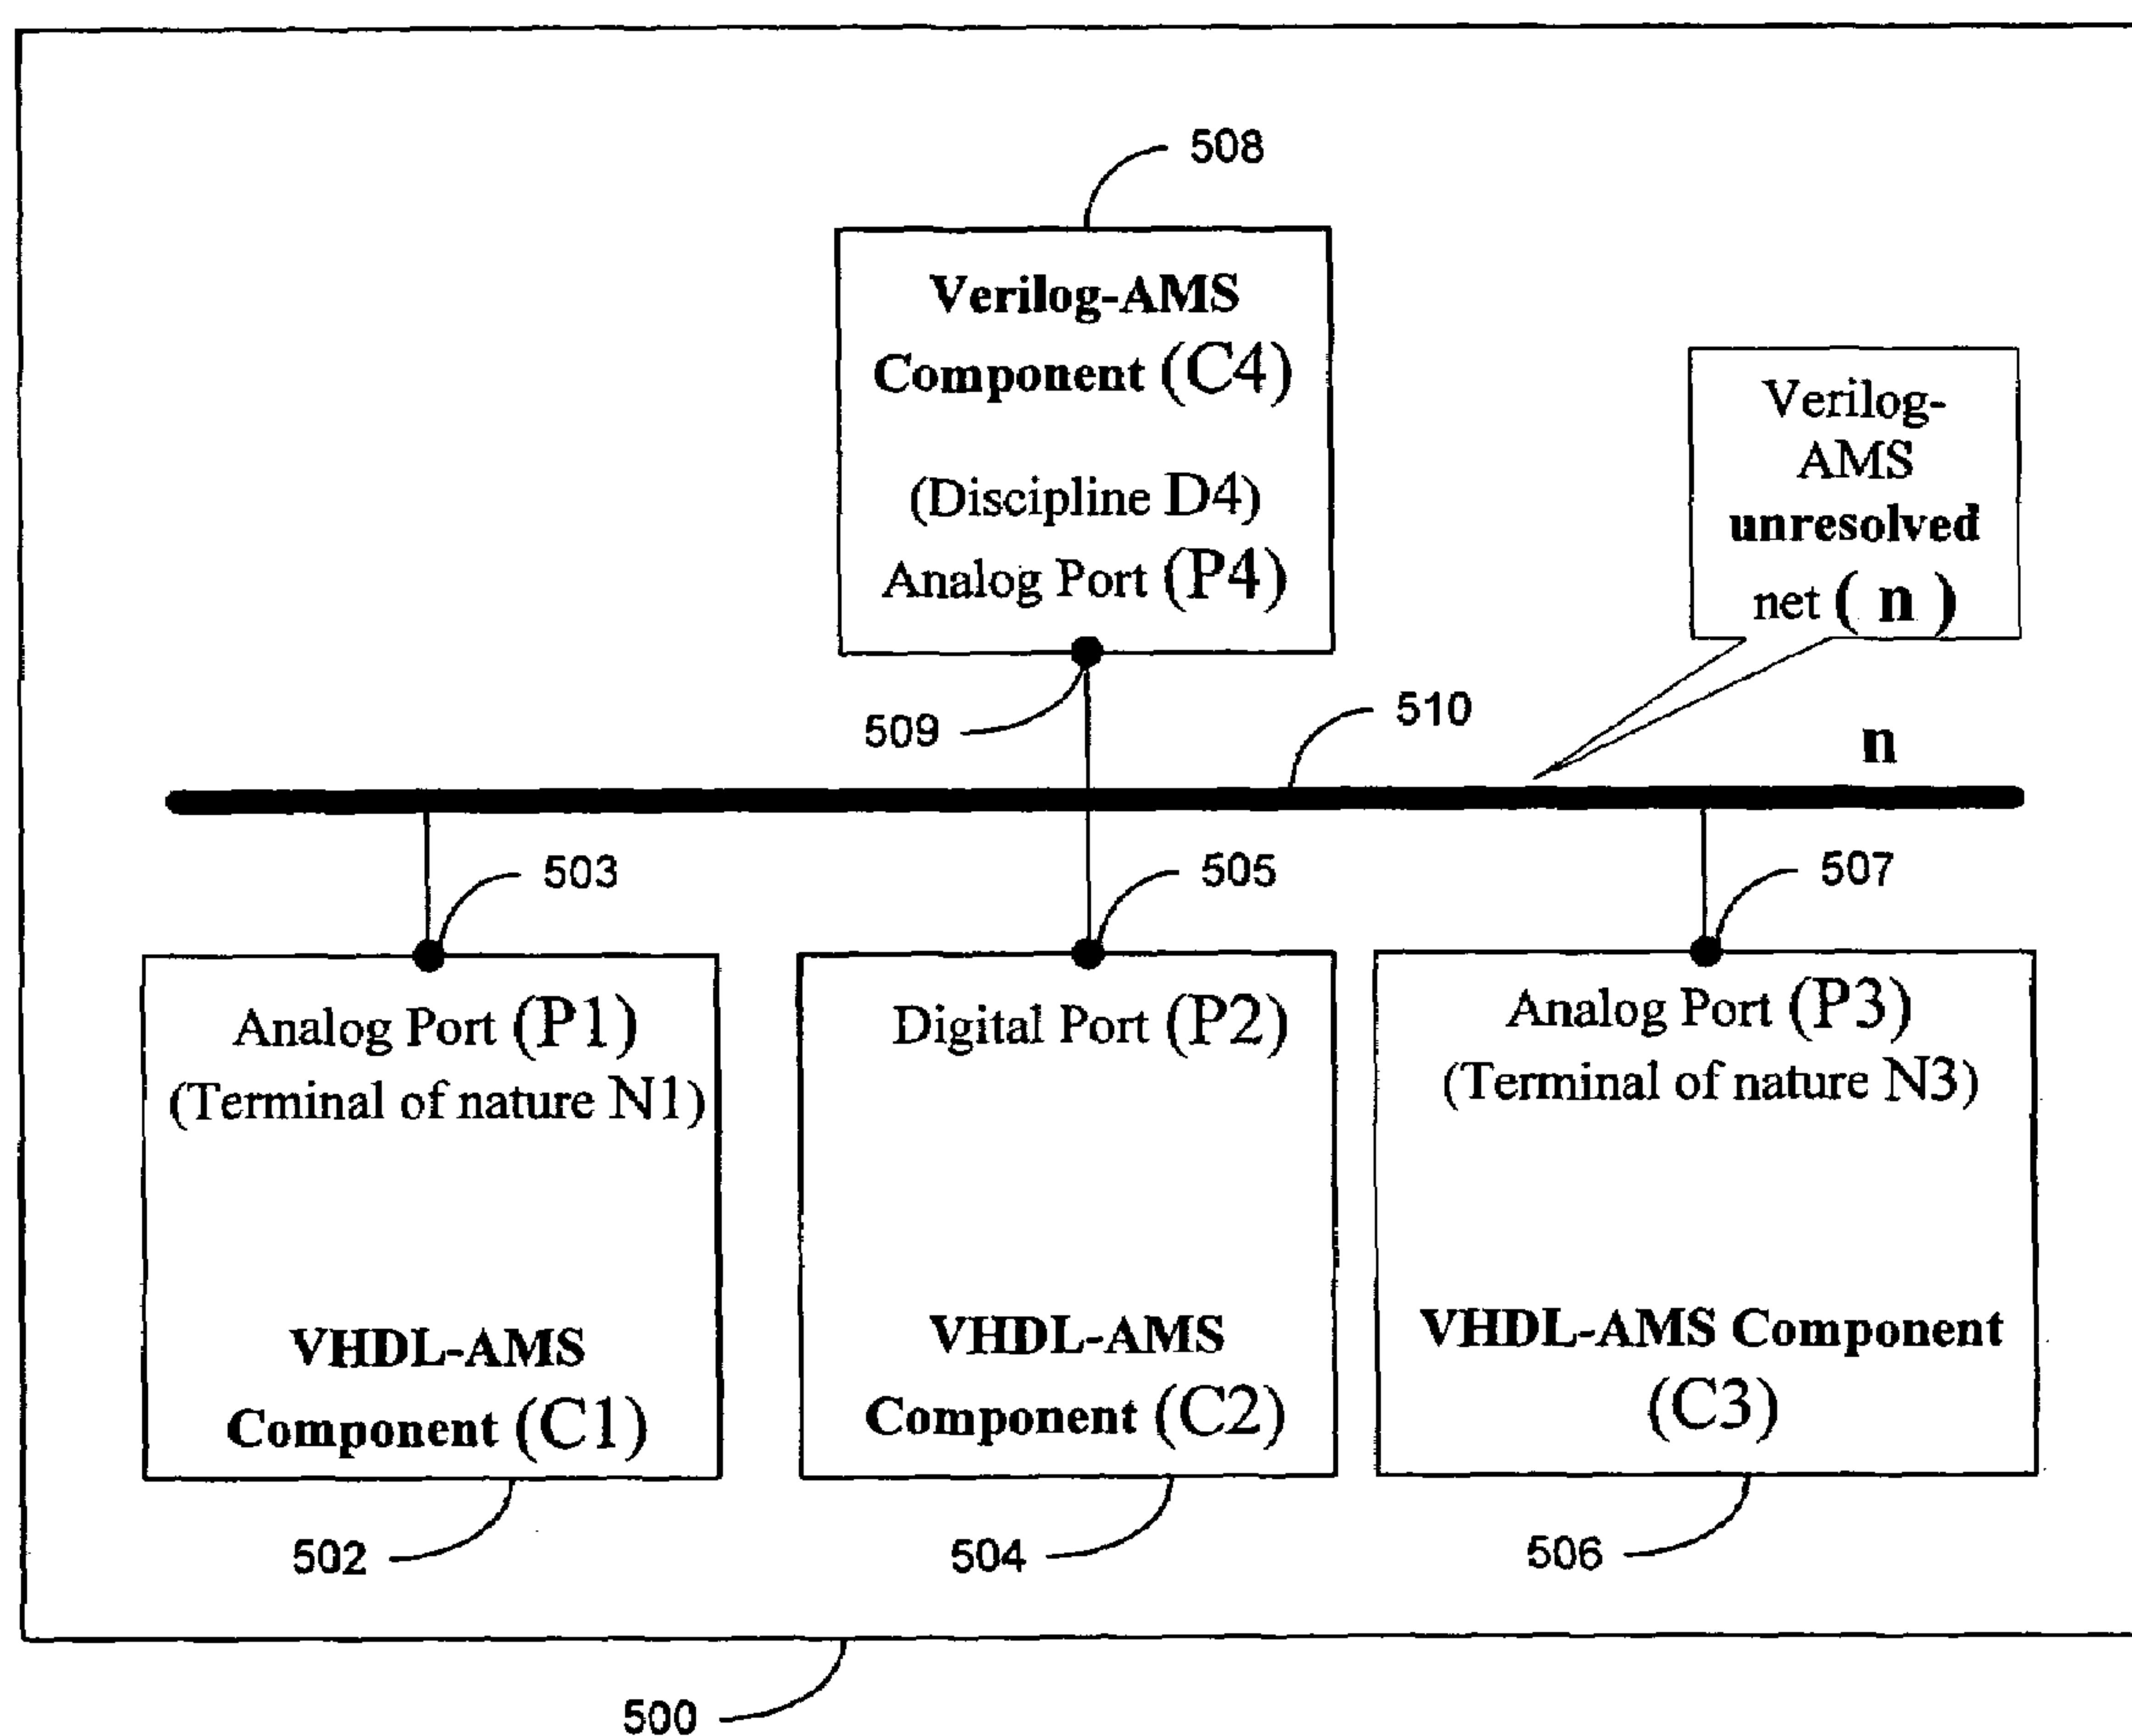 508
Verilog-AMS
Component (C4)
(Discipline D4)
Analog Port (P4)
Verilog-
AMS
unresolved
net ( n )
509
510
n
503
505
507
Analog Port (P1)
(Terminal of nature N1)
VHDL-AMS
Component (C1)
Digital Port (P2)
VHDL-AMS
Component (C2)
Analog Port (P3)
(Terminal of nature N3)
VHDL-AMS Component
(C3)
502
504
506
500